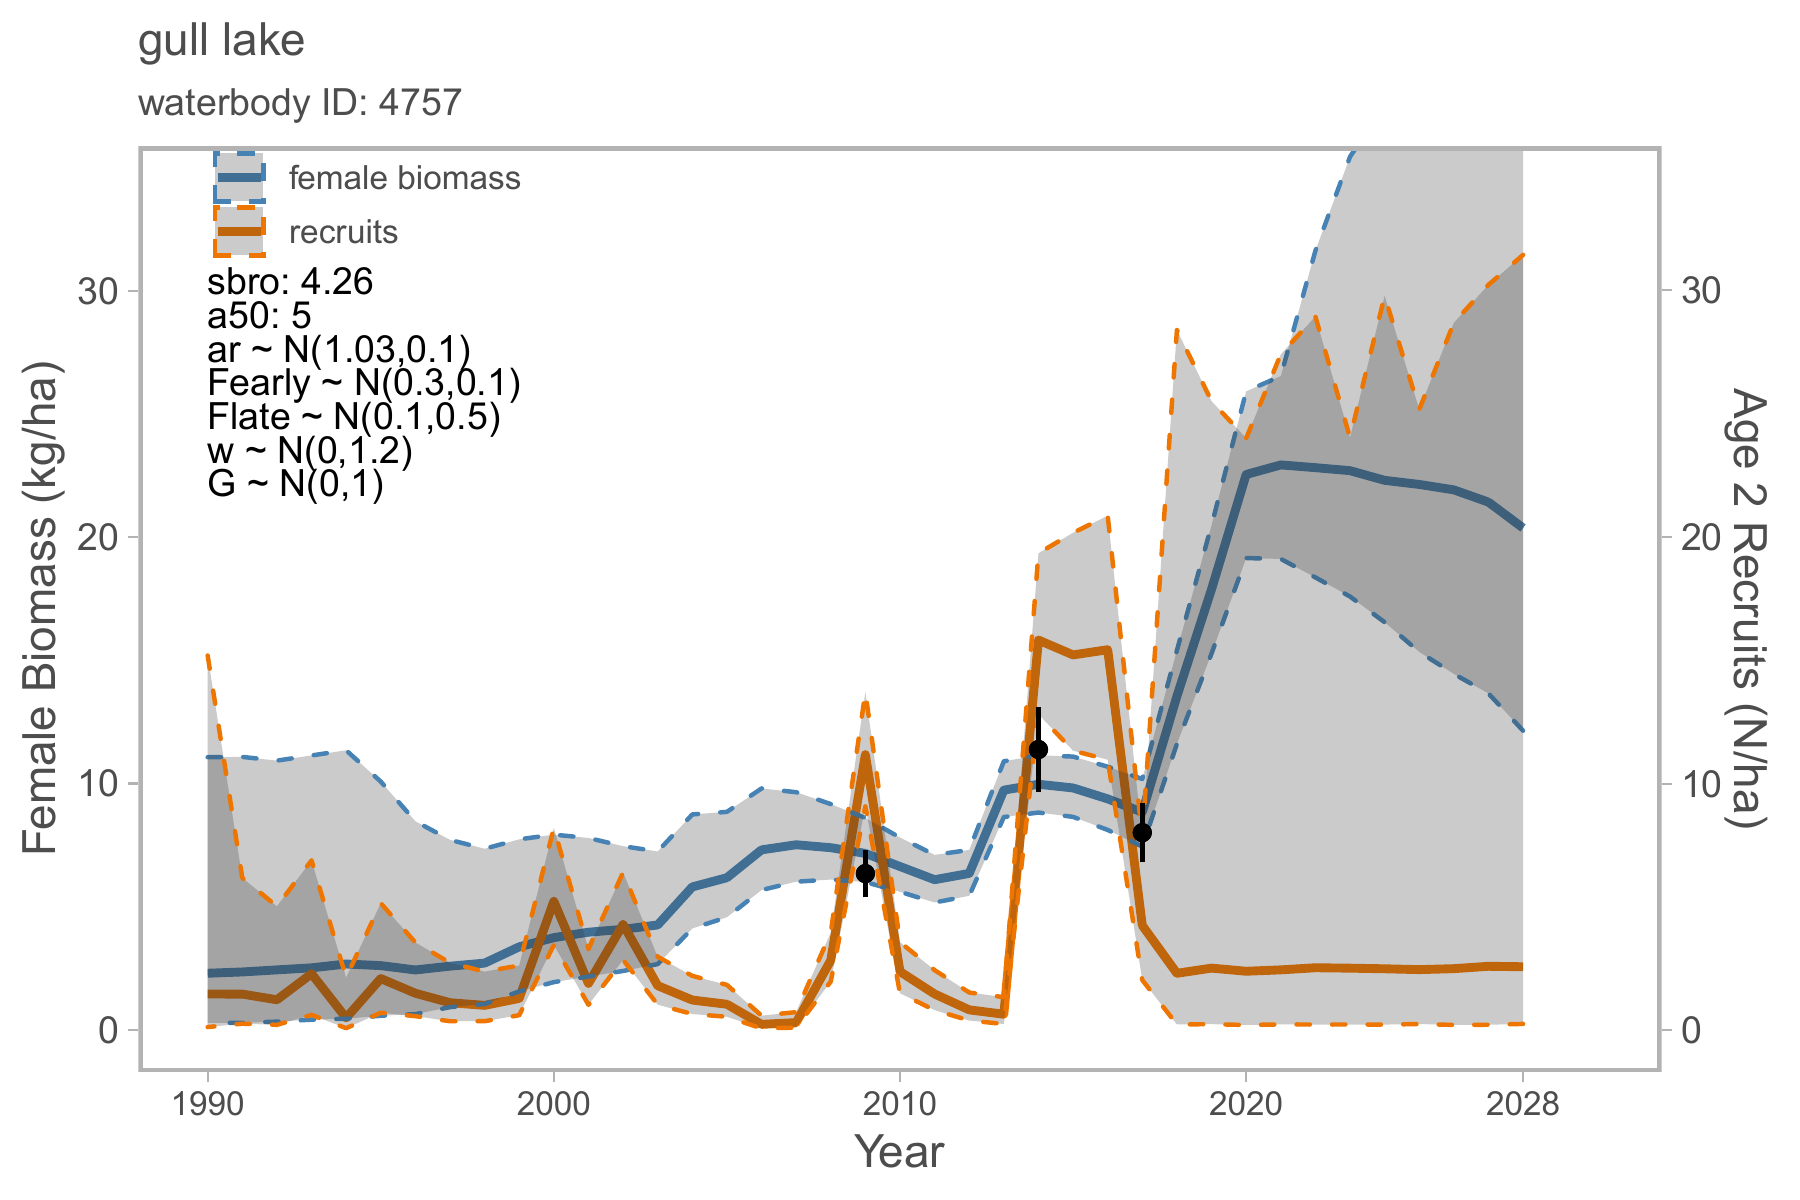 gull lake
waterbody ID: 4757
female biomass
recruits
sbro: 4.26
a50: 5
ar ~ N(1.03,0.1)
Fearly ~ N(0.3,0.1)
Flate ~ N(0.1,0.5)
w ~ N(0,1.2)
G ~ N(0,1)
Female Biomass (kg/ha)
30
20
10
0
30
20
10
0
Age 2 Recruits (N/ha)
1990 2000 2010 2020 2028
Year